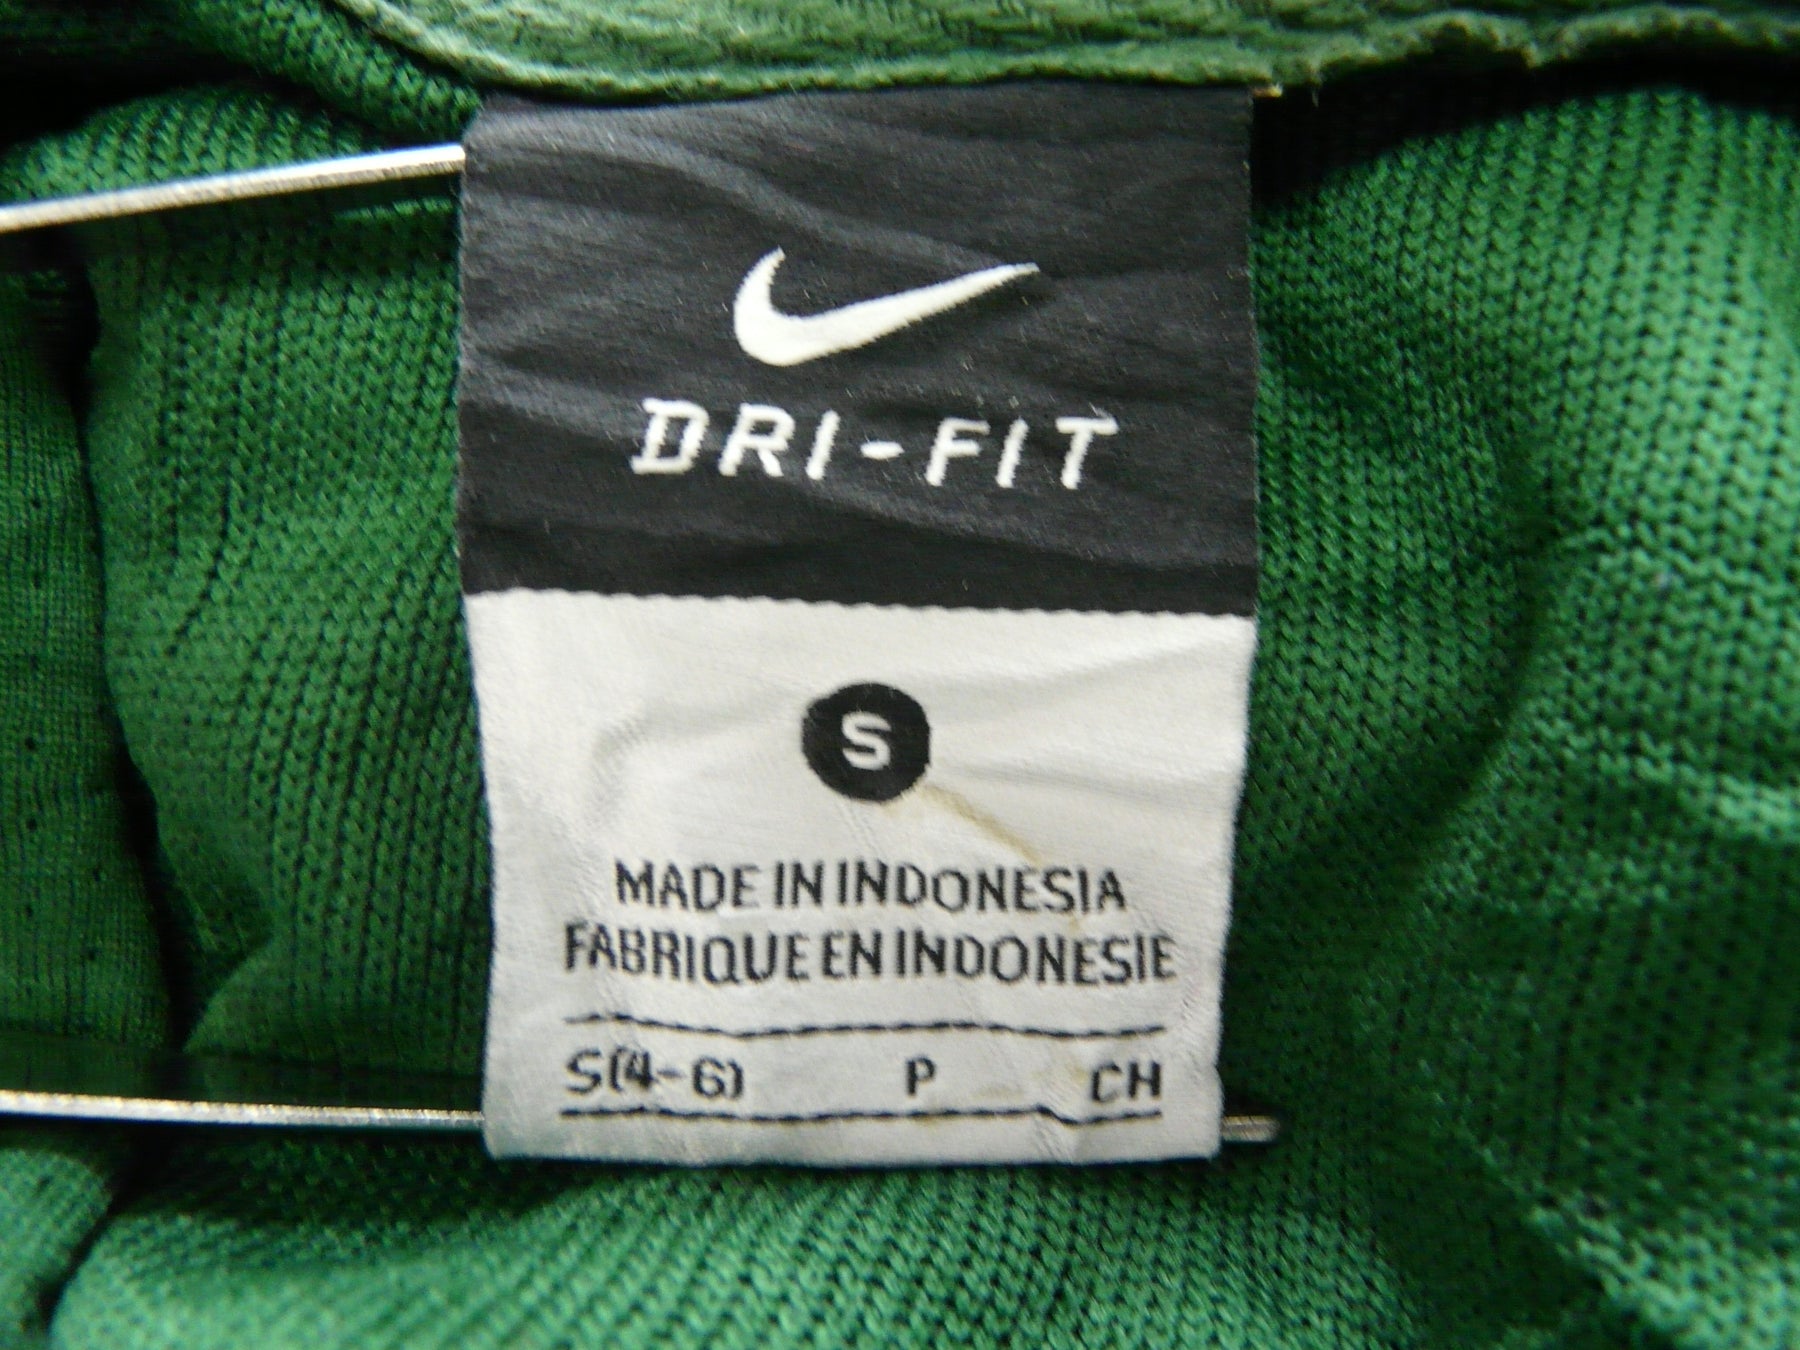 DRI-FIT
S
MADE IN INDONESIA
FABRIQUE EN INDONESIE
S(4-6) P CH